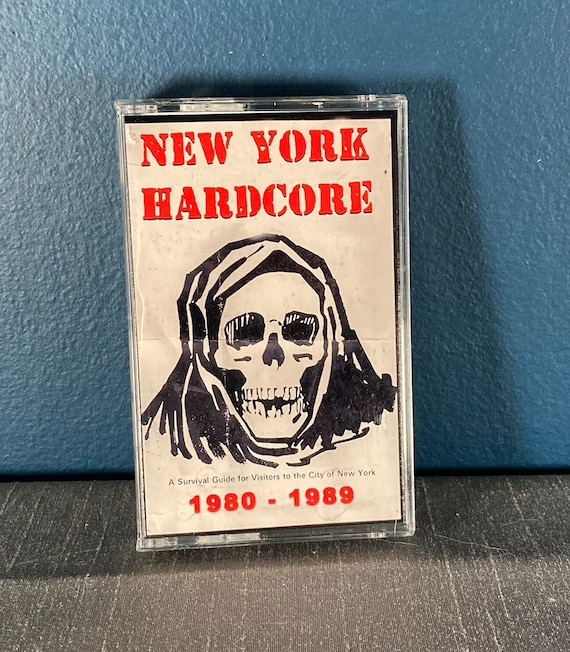 NEW YORK
HARDCORE
A Survival Guide for Visitors to the City of New York
1980 - 1989